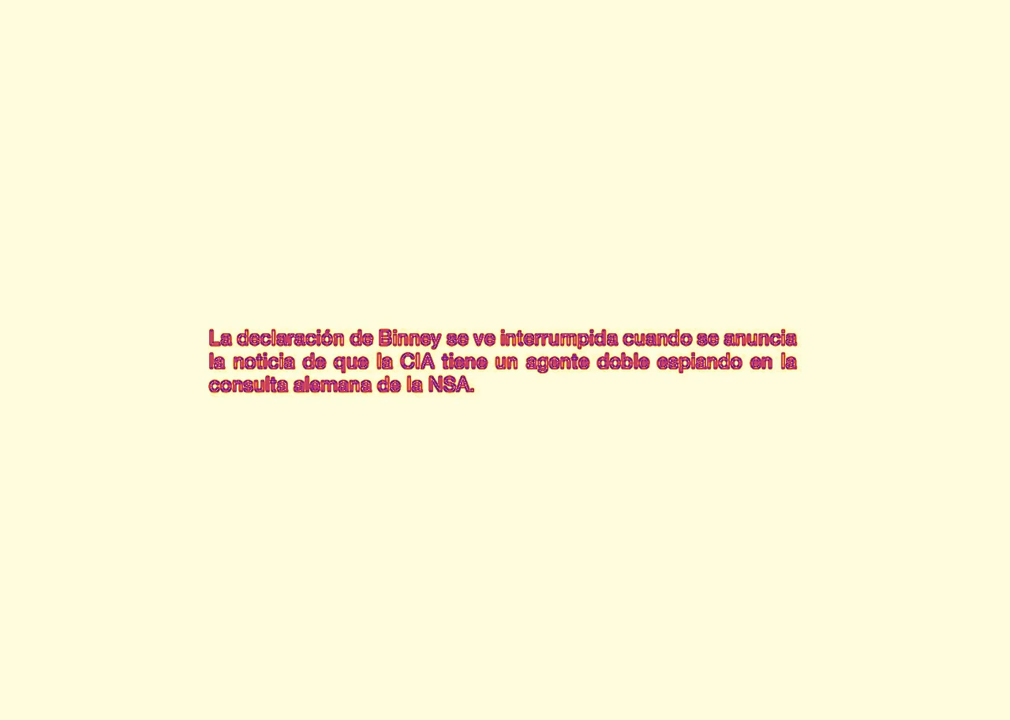 La declaración de Binney se ve interrumpida cuando se anuncia
la noticia de que la CIA tiene un agente doble espiando en la
consulta alemana de la NSA.